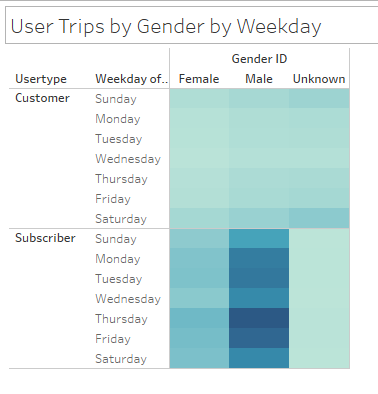 User Trips by Gender by Weekday
Gender ID
Usertype Weekday of.. Female Male Unknown
Customer Sunday
Monday
Tuesday
Wednesday
Thursday
Friday
Saturday
Subscriber Sunday
Monday
Tuesday
Wednesday
Thursday
Friday
Saturday